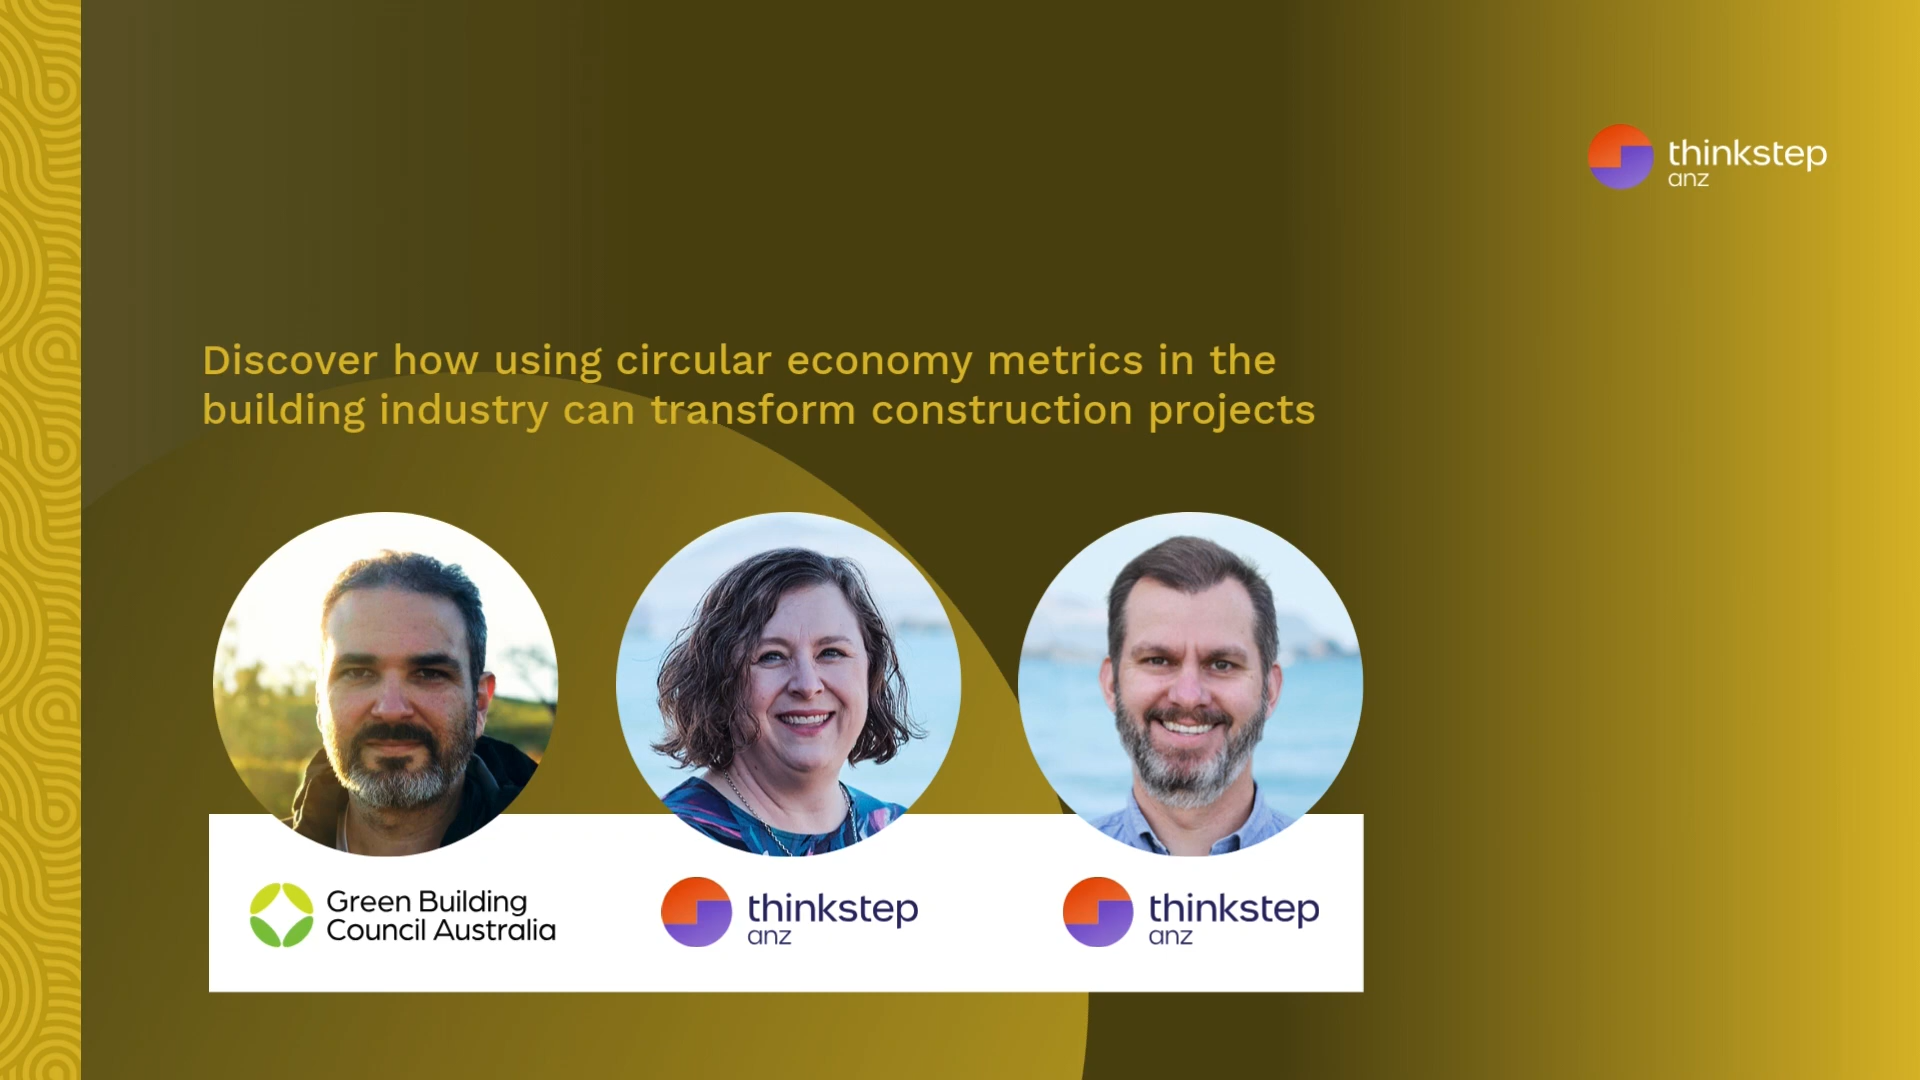 thinkstep
anz
Discover how using circular economy metrics in the
building industry can transform construction projects
Green Building
Council Australia
thinkstep
anz
thinkstep
anz